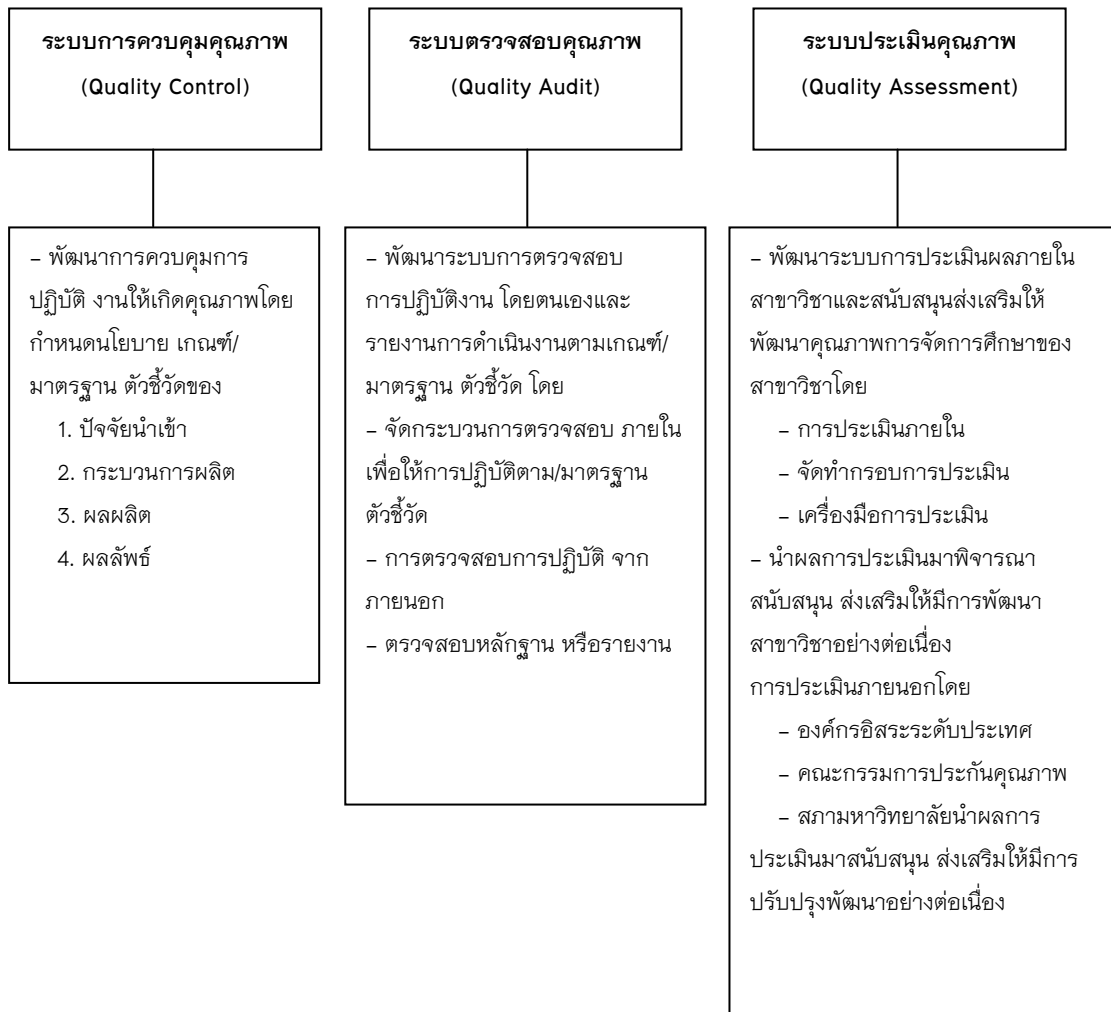 ระบบการควบคุมคุณภาพ
(Quality Control)
– พัฒนาการควบคุมการ
ปฏิบัติ งานให้เกิดคุณภาพโดย
กำหนดนโยบาย เกณฑ์/
มาตรฐาน ตัวชี้วัดของ
1. ปัจจัยนำเข้า
2. กระบวนการผลิต
3. ผลผลิต
4. ผลลัพธ์
ระบบตรวจสอบคุณภาพ
(Quality Audit)
– พัฒนาระบบการตรวจสอบ
การปฏิบัติงาน โดยตนเองและ
รายงานการดำเนินงานตามเกณฑ์/
มาตรฐาน ตัวชี้วัด โดย
– จัดกระบวนการตรวจสอบ ภายใน
เพื่อให้การปฏิบัติตาม/มาตรฐาน
ตัวชี้วัด
– การตรวจสอบการปฏิบัติ จาก
ภายนอก
– ตรวจสอบหลักฐาน หรือรายงาน
ระบบประเมินคุณภาพ
(Quality Assessment)
– พัฒนาระบบการประเมินผลภายใน
สาขาวิชาและสนับสนุนส่งเสริมให้
พัฒนาคุณภาพการจัดการศึกษาของ
สาขาวิชาโดย
– การประเมินภายใน
– จัดทำกรอบการประเมิน
– เครื่องมือการประเมิน
– นำผลการประเมินมาพิจารณา
สนับสนุน ส่งเสริมให้มีการพัฒนา
สาขาวิชาอย่างต่อเนื่อง
การประเมินภายนอกโดย
– องค์กรอิสระระดับประเทศ
– คณะกรรมการประกันคุณภาพ
– สภามหาวิทยาลัยนำผลการ
ประเมินมาสนับสนุน ส่งเสริมให้มีการ
ปรับปรุงพัฒนาอย่างต่อเนื่อง